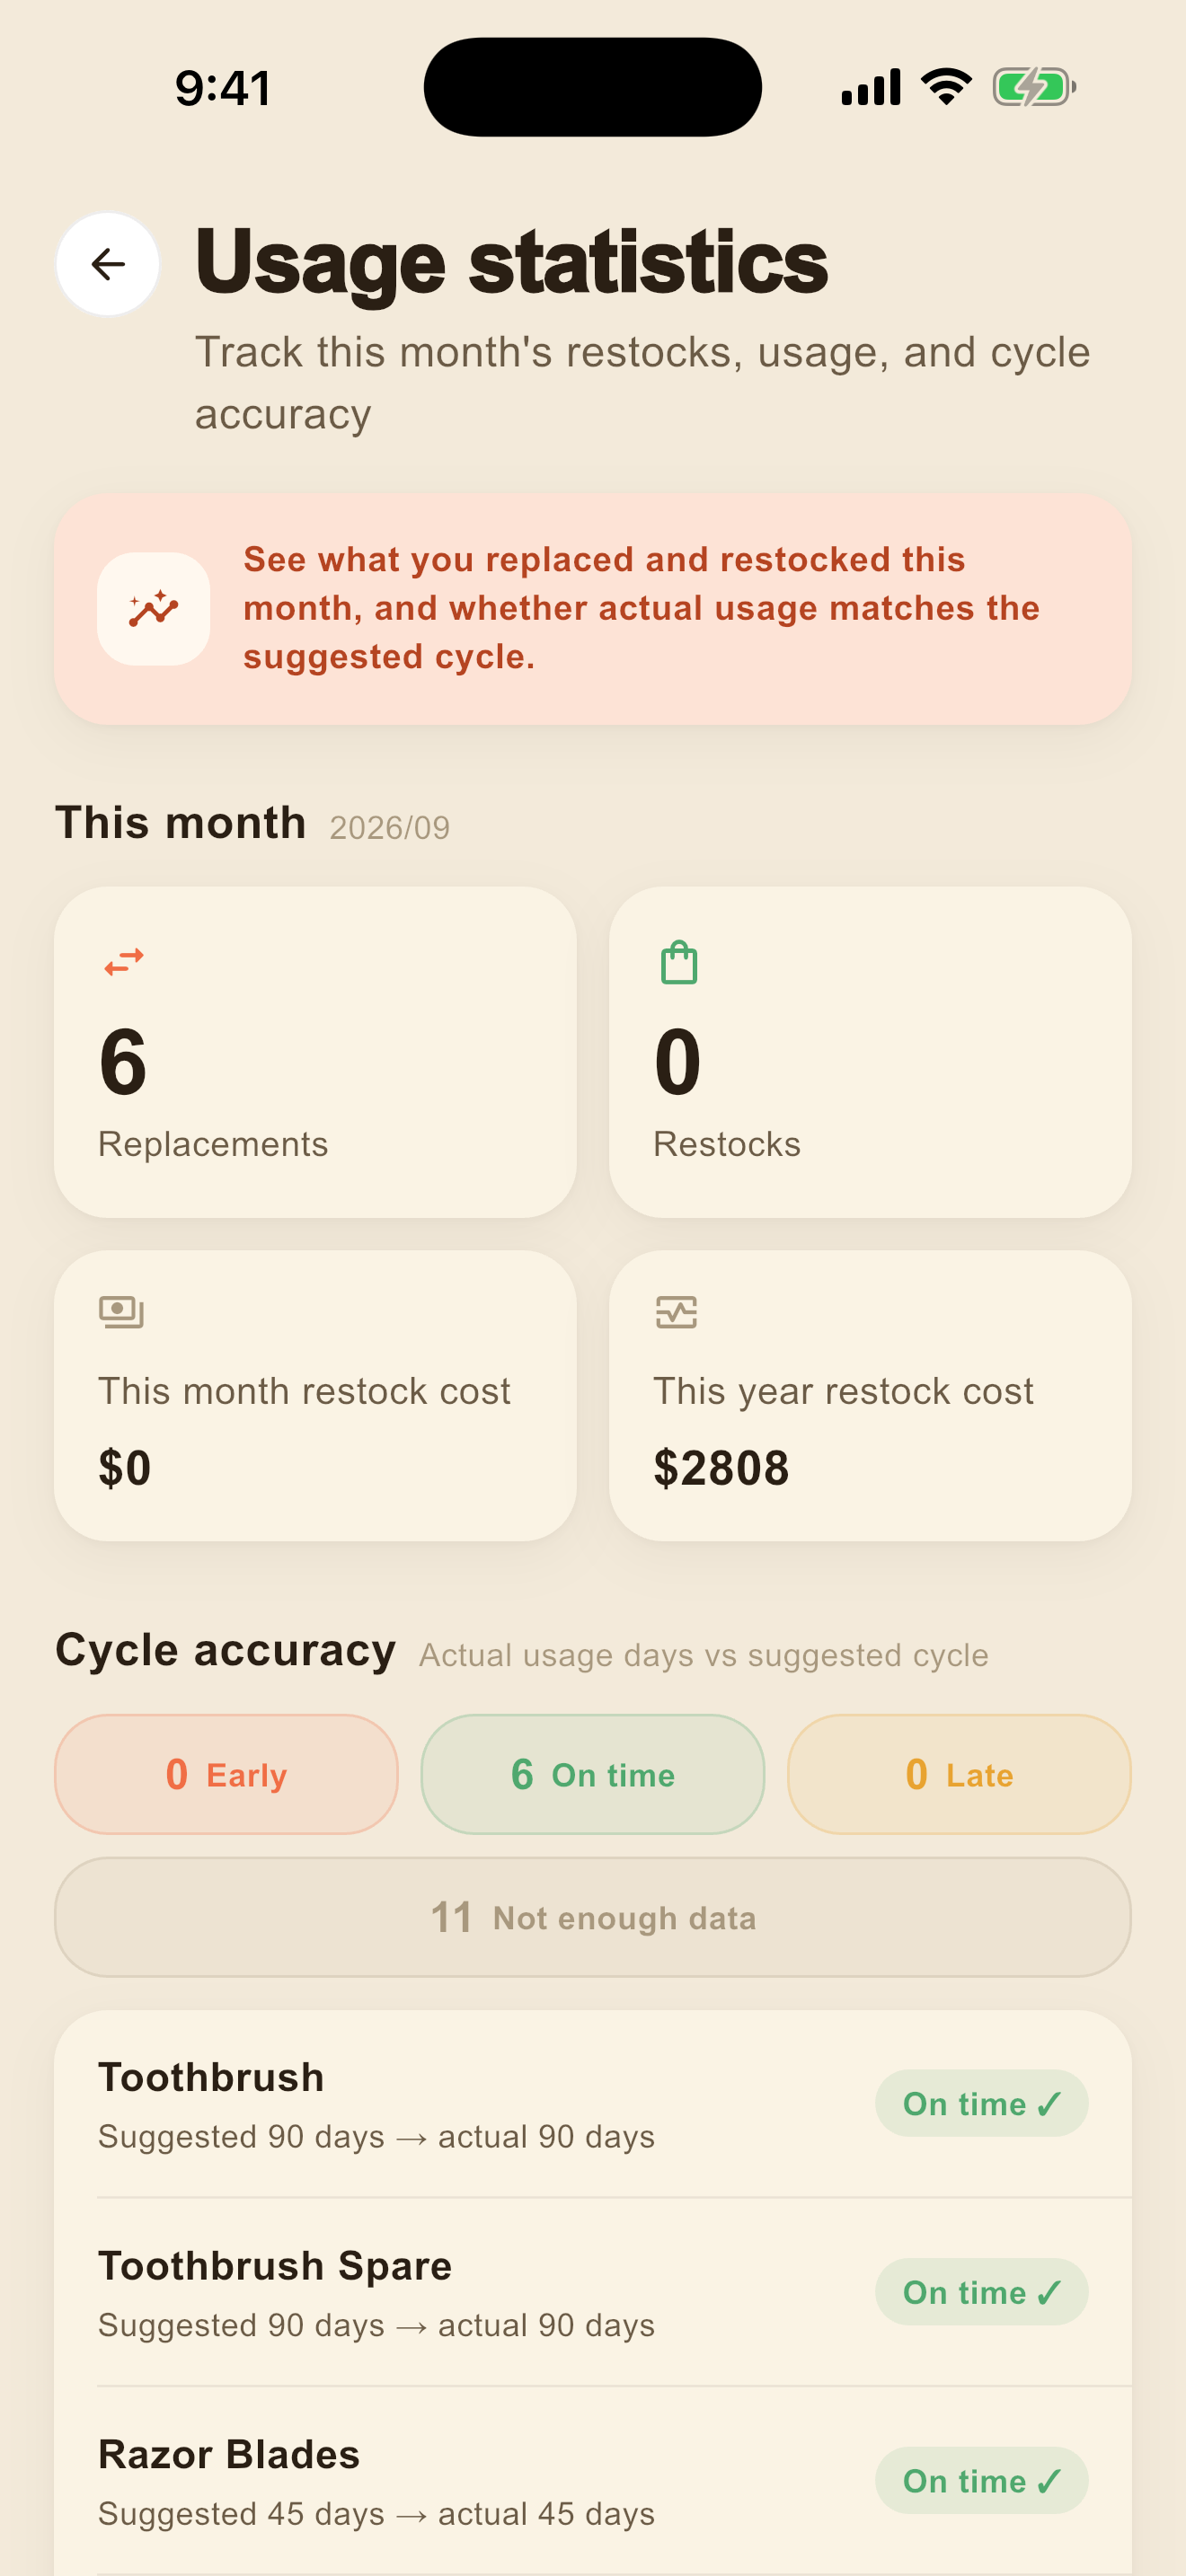 9:41
Usage statistics
Track this month's restocks, usage, and cycle
accuracy
See what you replaced and restocked this
month, and whether actual usage matches the
suggested cycle.
This month 2026/09
6
Replacements
0
Restocks
This month restock cost
$0
This year restock cost
$2808
Cycle accuracy Actual usage days vs suggested cycle
0 Early
6 On time
0 Late
11 Not enough data
Toothbrush
Suggested 90 days → actual 90 days
On time ✓
Toothbrush Spare
Suggested 90 days → actual 90 days
On time ✓
Razor Blades
Suggested 45 days → actual 45 days
On time ✓